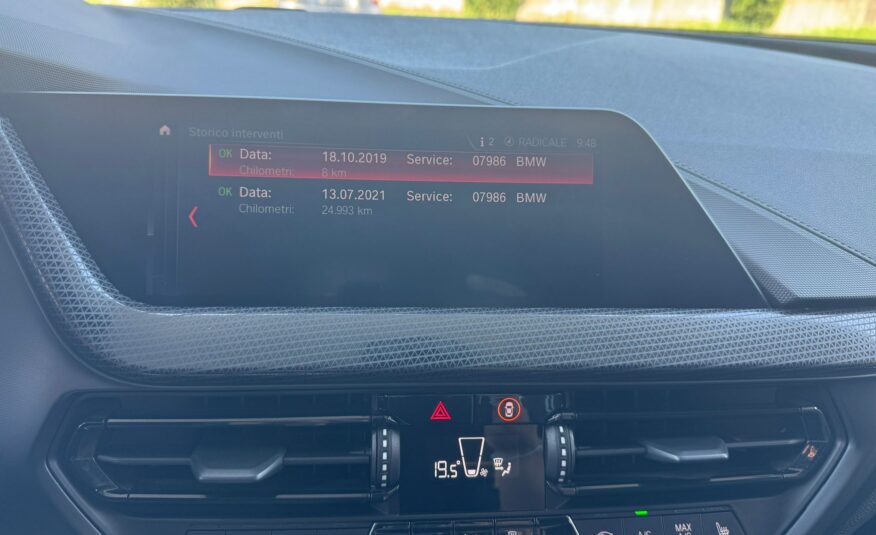 Storico interventi
2 RADICALE 9:48
OK Data: 18.10.2019 Service: 07986 BMW
Chilometri: 8 km
OK Data: 13.07.2021 Service: 07986 BMW
Chilometri: 24.993 km
19.5°
A/C
MAX
A/C